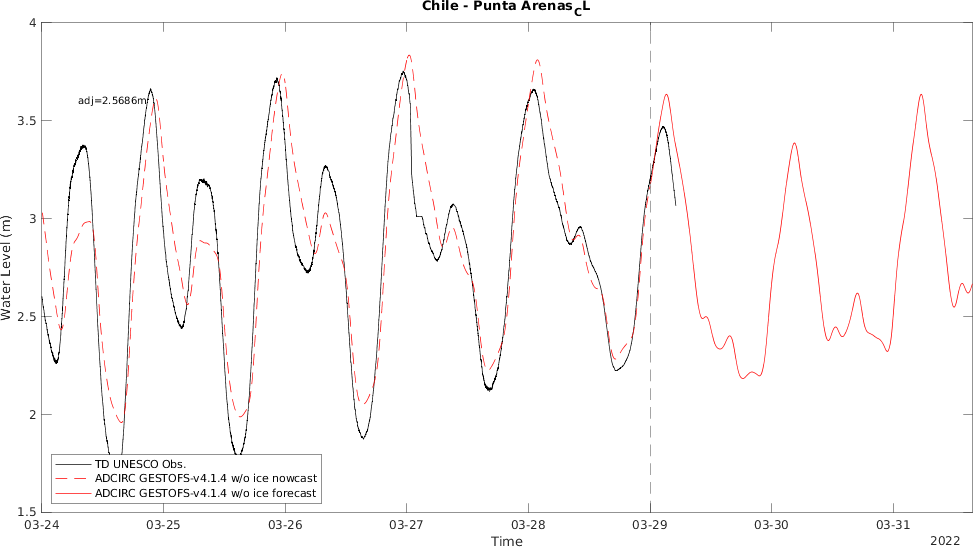 Chile - Punta Arenas_CL
4
3.5
3
2.5
2
1.5
Water Level (m)
adj=2.5686m
TD UNESCO Obs.
ADCIRC GESTOFS-v4.1.4 w/o ice nowcast
ADCIRC GESTOFS-v4.1.4 w/o ice forecast
03-24 03-25 03-26 03-27 03-28 03-29 03-30 03-31
Time
2022